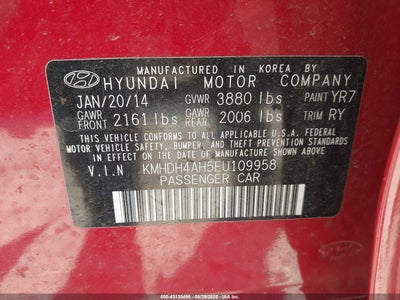 MANUFACTURED IN KOREA BY
HYUNDAI MOTOR COMPANY
JAN/20/14 GVWR 3880 lbs PAINT YR7
GAWR FRONT 2161 lbs GAWR REAR 2006 lbs TRIM RY
THIS VEHICLE CONFORMS TO ALL APPLICABLE U.S.A. FEDERAL
MOTOR VEHICLE SAFETY, BUMPER, AND THEFT PREVENTION
STANDARDS IN EFFECT ON THE DATE OF MANUFACTURE
SHOWN ABOVE.
V.I.N KMHDH4AH5EU109958
PASSENGER CAR